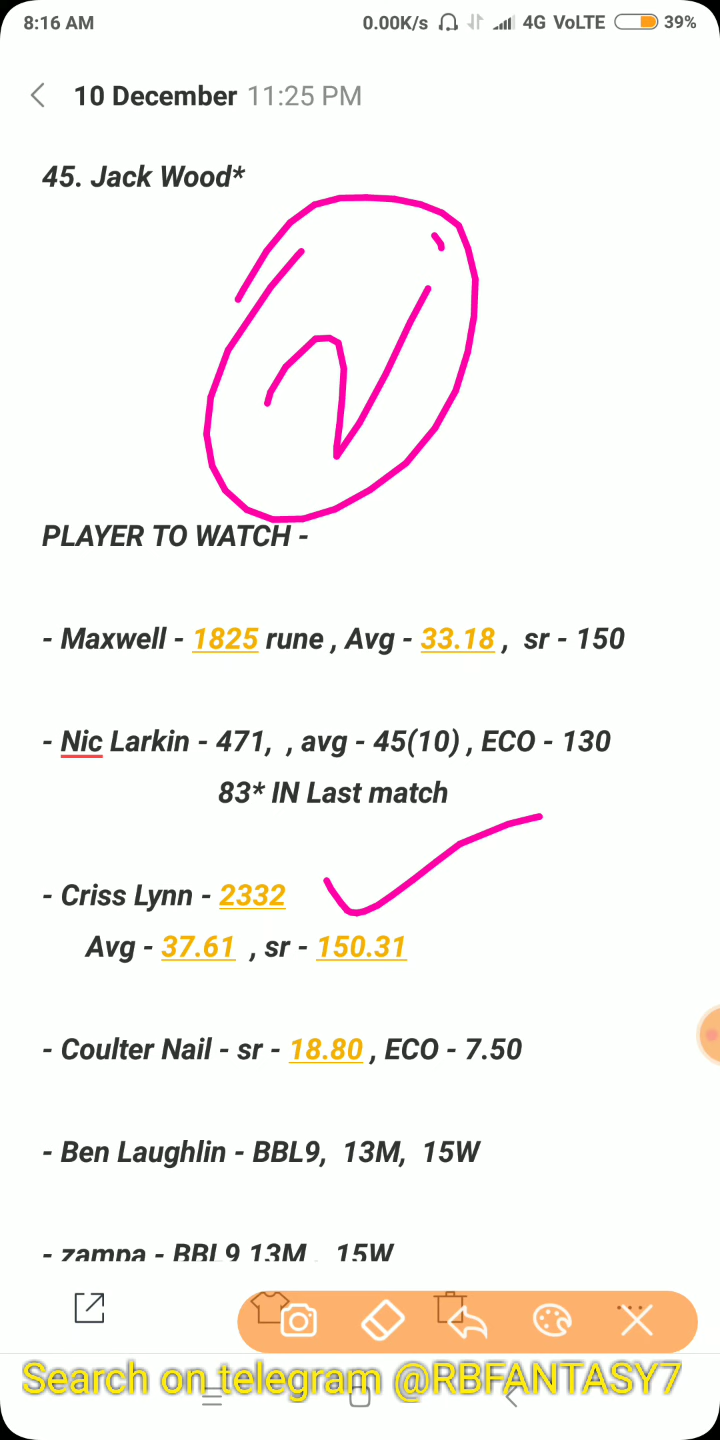 8:16 AM 0.00K/s 4G VoLTE 39%
10 December 11:25 PM
45. Jack Wood*
N
PLAYER TO WATCH -
- Maxwell - 1825 rune , Avg - 33.18 , sr - 150
- Nic Larkin - 471, , avg - 45(10) , ECO - 130
83* IN Last match
- Criss Lynn - 2332
Avg - 37.61 , sr - 150.31
- Coulter Nail - sr - 18.80 , ECO - 7.50
- Ben Laughlin - BBL9, 13M, 15W
- zampa - BBL9 13M 15W
Search on telegram @RBFANTASY7